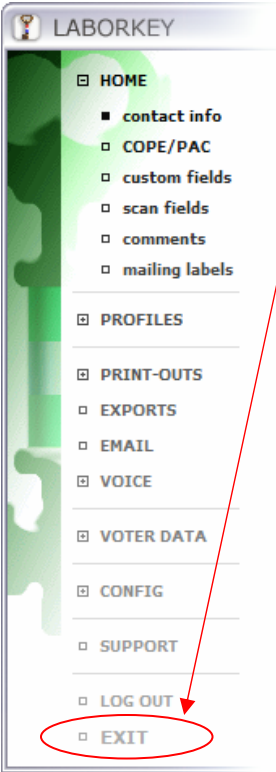 LABORKEY
HOME
contact info
COPE/PAC
custom fields
scan fields
comments
mailing labels
PROFILES
PRINT-OUTS
EXPORTS
EMAIL
VOICE
VOTER DATA
CONFIG
SUPPORT
LOG OUT
EXIT